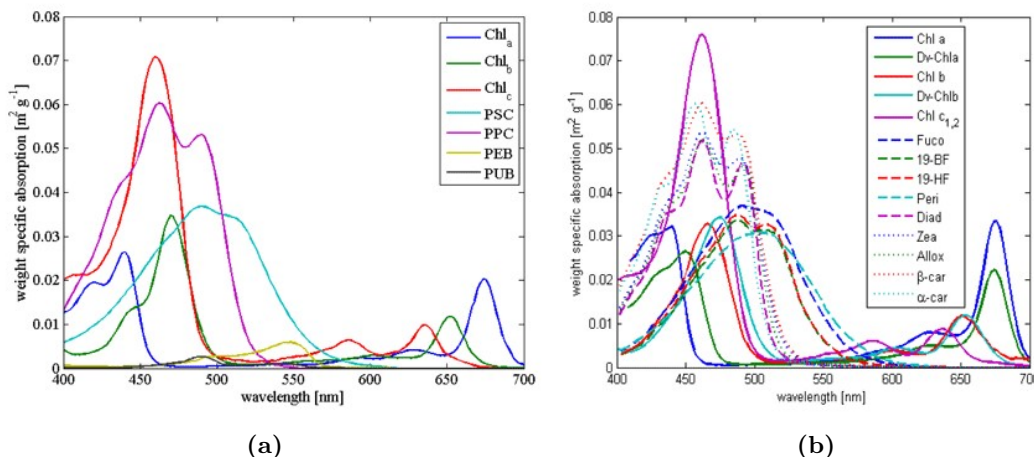 0.08
0.07
0.06
0.05
0.04
0.03
0.02
0.01
0
400
450
500
550
600
650
700
wavelength [nm]
weight specific absorption [m² g⁻¹]
Chl_a
Chl_b
Chl_c
PSC
PPC
PEB
PUB
(a)
0.08
0.07
0.06
0.05
0.04
0.03
0.02
0.01
0
400
450
500
550
600
650
700
wavelength [nm]
weight specific absorption [m² g⁻¹]
Chl a
Dv-Chla
Chl b
Dv-Chlb
Chl c₁,₂
Fuco
19-BF
19-HF
Peri
Diad
Zea
Allox
β-car
α-car
(b)